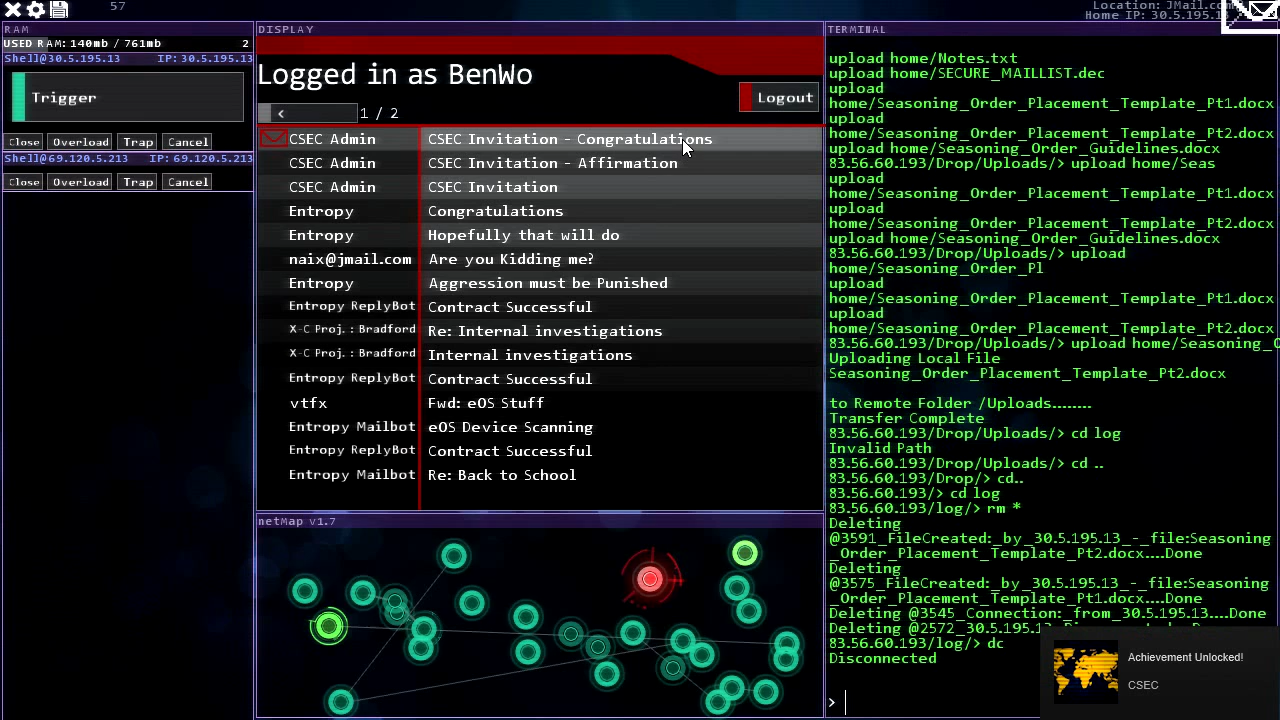 57
Location: JMail.com
Home IP: 30.5.195.13
RAM
USED RAM: 140mb / 761mb 2
Shell@30.5.195.13 IP: 30.5.195.13
Trigger
Close Overload Trap Cancel
Shell@69.120.5.213 IP: 69.120.5.213
Close Overload Trap Cancel
DISPLAY
Logged in as BenWo
Logout
< 1 / 2
CSEC Admin CSEC Invitation - Congratulations
CSEC Admin CSEC Invitation - Affirmation
CSEC Admin CSEC Invitation
Entropy Congratulations
Entropy Hopefully that will do
naix@jmail.com Are you Kidding me?
Entropy Aggression must be Punished
Entropy ReplyBot Contract Successful
X-C Proj. : Bradford Re: Internal investigations
X-C Proj. : Bradford Internal investigations
Entropy ReplyBot Contract Successful
vtfx Fwd: eOS Stuff
Entropy Mailbot eOS Device Scanning
Entropy ReplyBot Contract Successful
Entropy Mailbot Re: Back to School
netMap v1.7
TERMINAL
upload home/Notes.txt
upload home/SECURE_MAILLIST.dec
upload
home/Seasoning_Order_Placement_Template_Pt1.docx
upload
home/Seasoning_Order_Placement_Template_Pt2.docx
upload home/Seasoning_Order_Guidelines.docx
83.56.60.193/Drop/Uploads/> upload home/Seas
upload
home/Seasoning_Order_Placement_Template_Pt1.docx
upload
home/Seasoning_Order_Placement_Template_Pt2.docx
upload home/Seasoning_Order_Guidelines.docx
83.56.60.193/Drop/Uploads/> upload
home/Seasoning_Order_Pl
upload
home/Seasoning_Order_Placement_Template_Pt1.docx
upload
home/Seasoning_Order_Placement_Template_Pt2.docx
83.56.60.193/Drop/Uploads/> upload home/Seasoning_O
Uploading Local File
Seasoning_Order_Placement_Template_Pt2.docx
to Remote Folder /Uploads........
Transfer Complete
83.56.60.193/Drop/Uploads/> cd log
Invalid Path
83.56.60.193/Drop/Uploads/> cd ..
83.56.60.193/Drop/> cd..
83.56.60.193/> cd log
83.56.60.193/log/> rm *
Deleting
@3591_FileCreated:_by_30.5.195.13_-_file:Seasoning
_Order_Placement_Template_Pt2.docx....Done
Deleting
@3575_FileCreated:_by_30.5.195.13_-_file:Seasoning
_Order_Placement_Template_Pt1.docx....Done
Deleting @3545_Connection:_from_30.5.195.13....Done
Deleting @2572_30.5.195.13
83.56.60.193/log/> dc
Disconnected
>
Achievement Unlocked!
CSEC